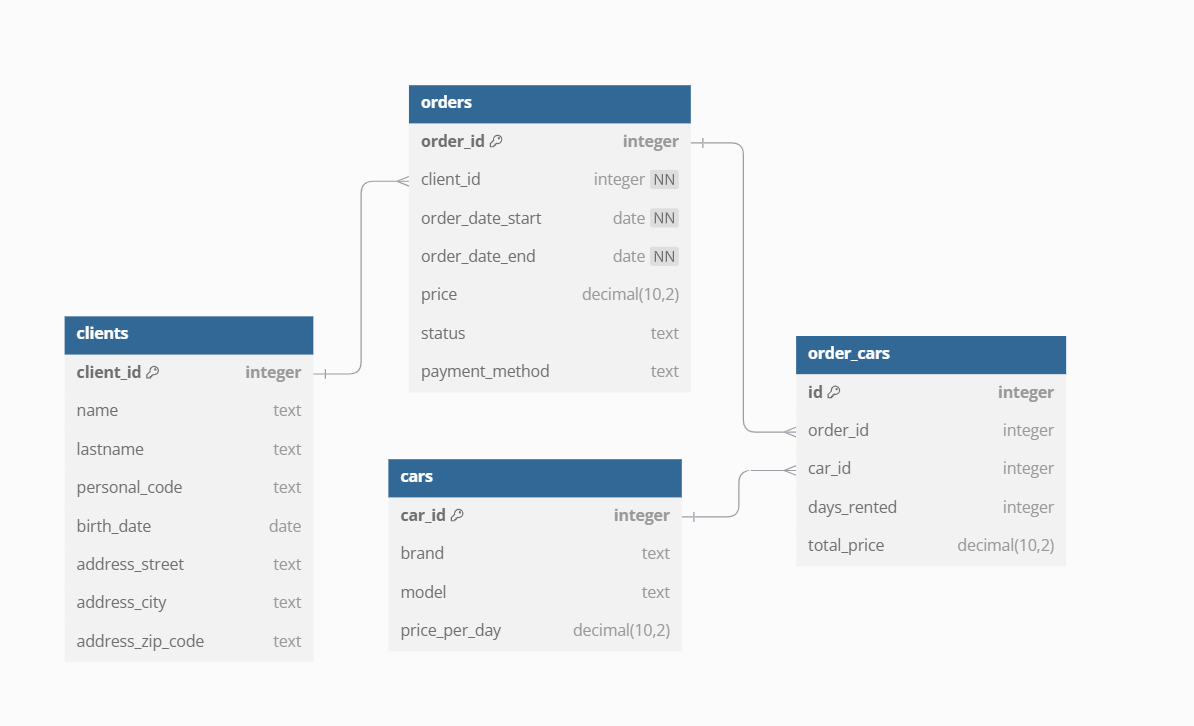 orders
order_id integer
client_id integer NN
order_date_start date NN
order_date_end date NN
price decimal(10,2)
status text
payment_method text
clients
client_id integer
name text
lastname text
personal_code text
birth_date date
address_street text
address_city text
address_zip_code text
cars
car_id integer
brand text
model text
price_per_day decimal(10,2)
order_cars
id integer
order_id integer
car_id integer
days_rented integer
total_price decimal(10,2)